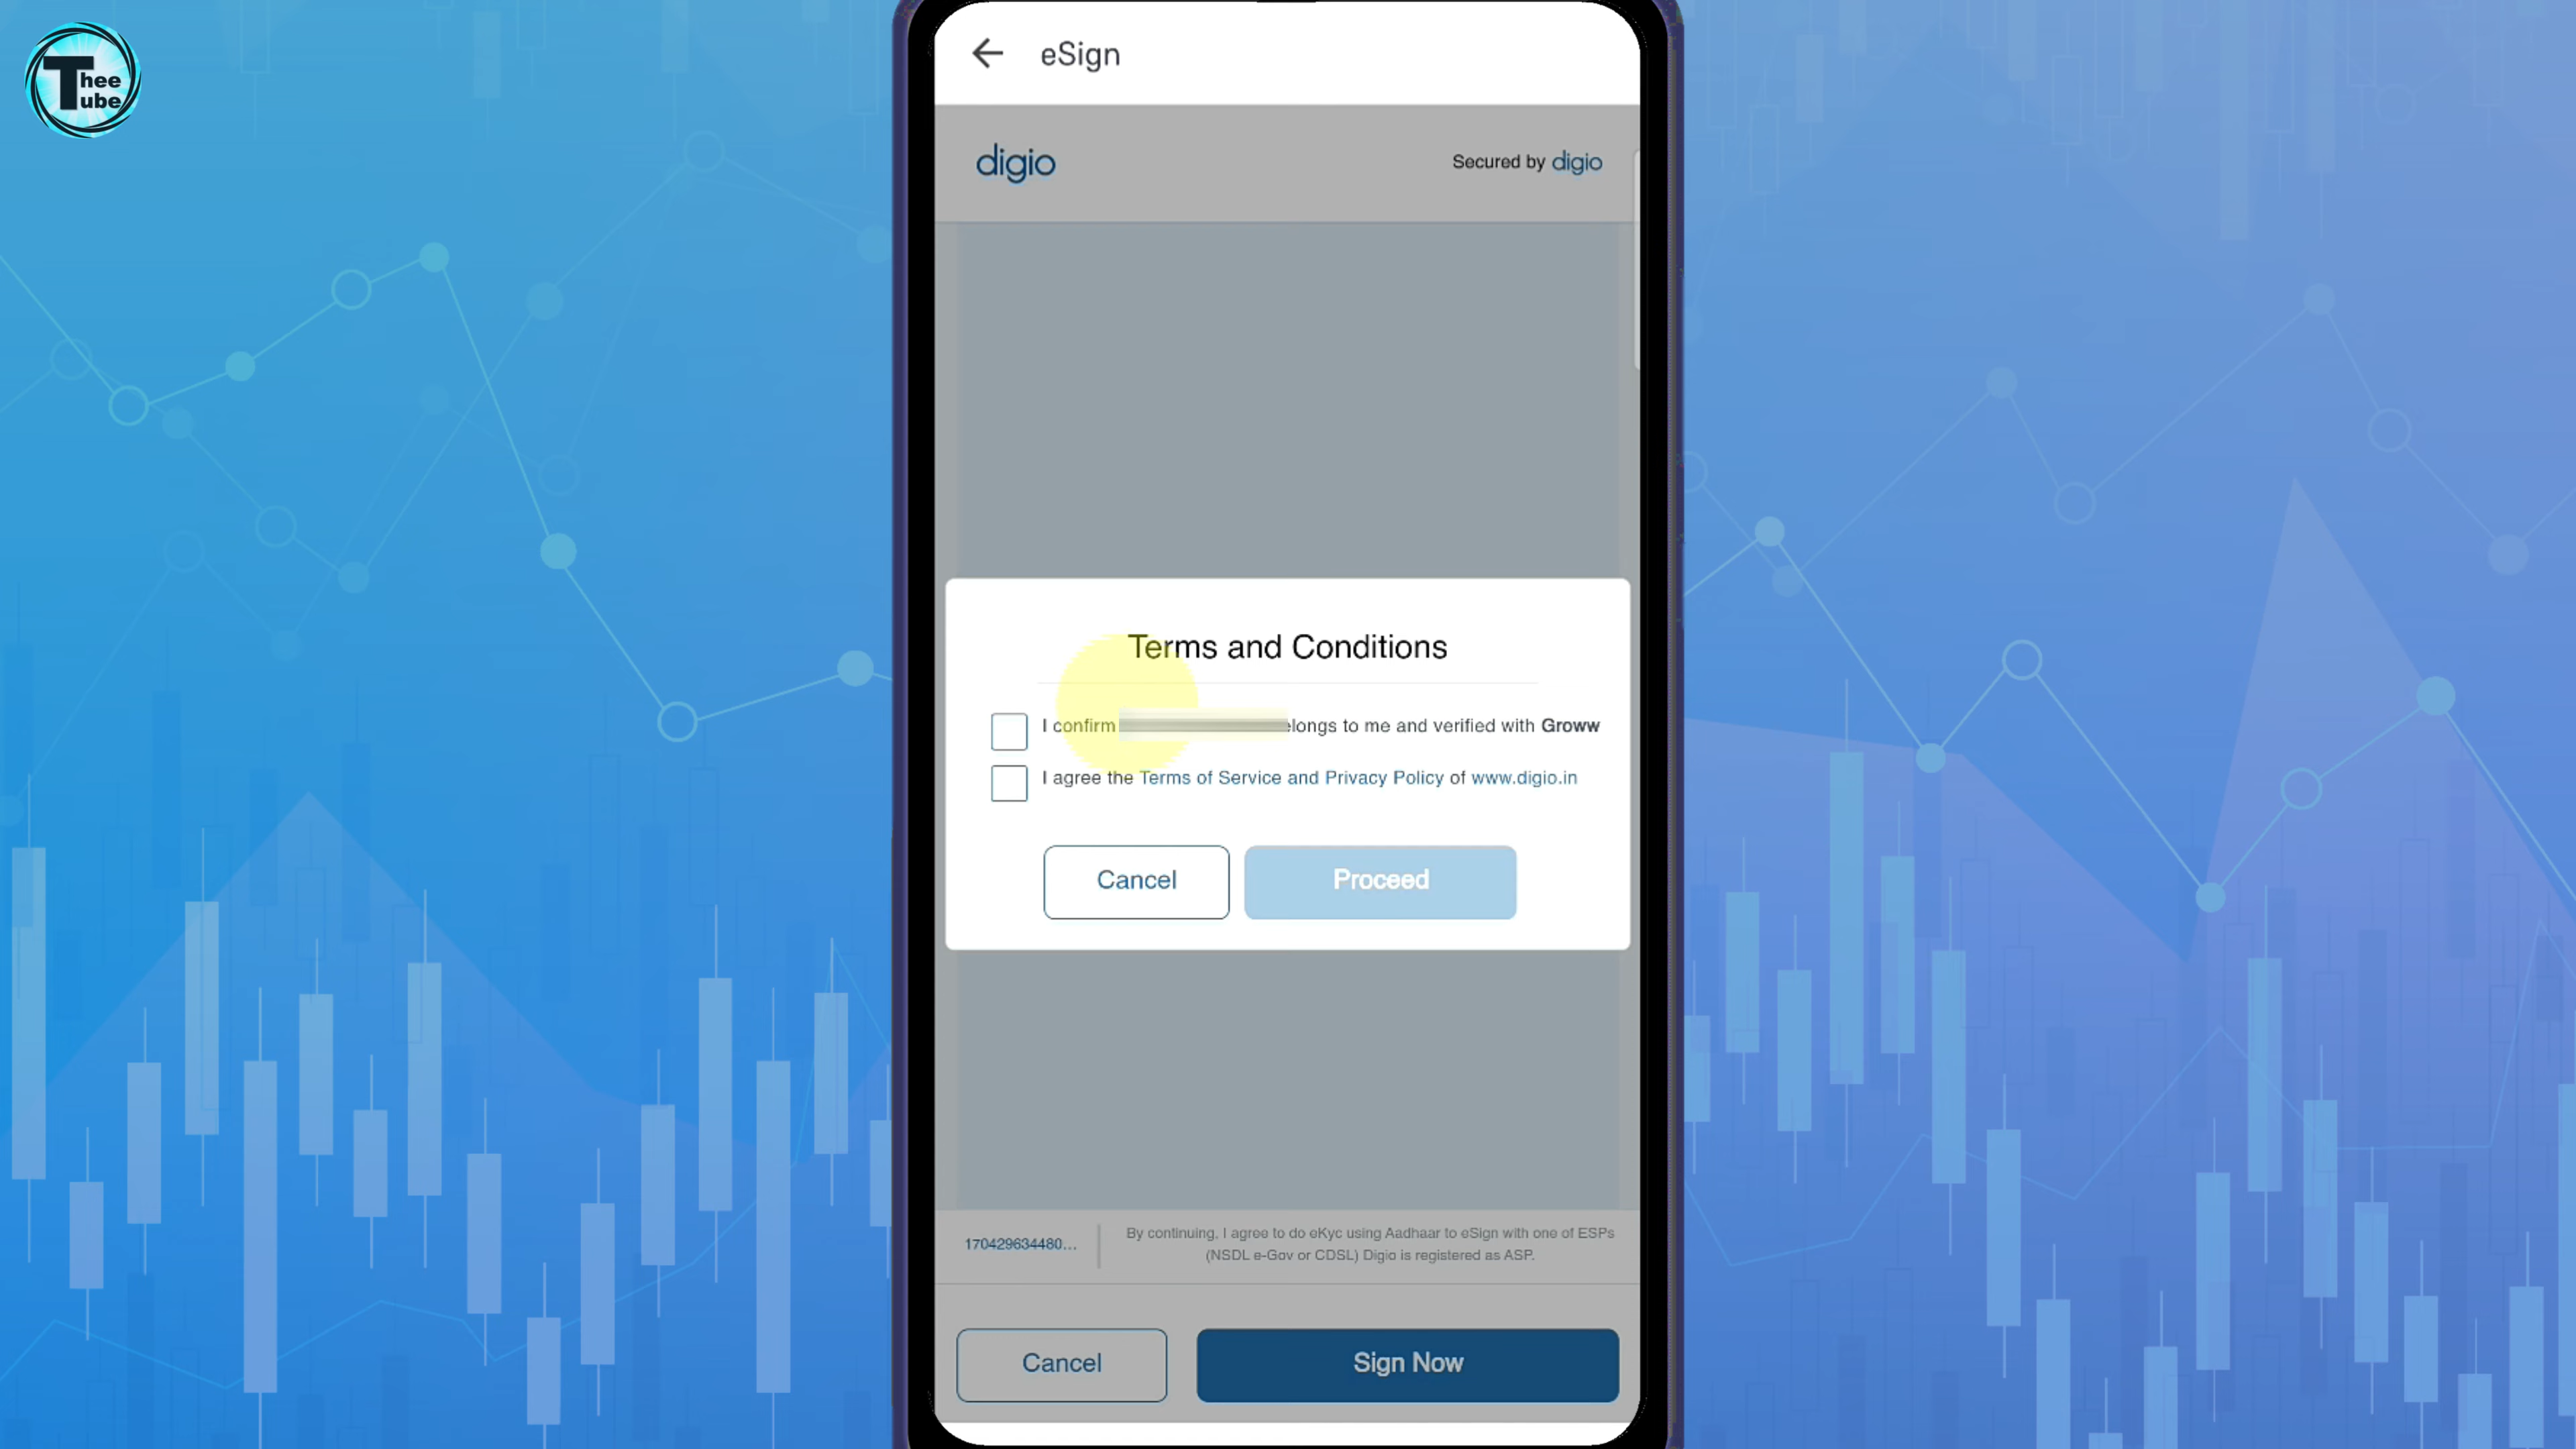 Thee
Tube
eSign
digio
Secured by digio
Terms and Conditions
I confirm elongs to me and verified with Groww
I agree the Terms of Service and Privacy Policy of www.digio.in
Cancel
Proceed
170429634480...
By continuing, I agree to do eKyc using Aadhaar to eSign with one of ESPs
(NSDL e-Gov or CDSL) Digio is registered as ASP.
Cancel
Sign Now